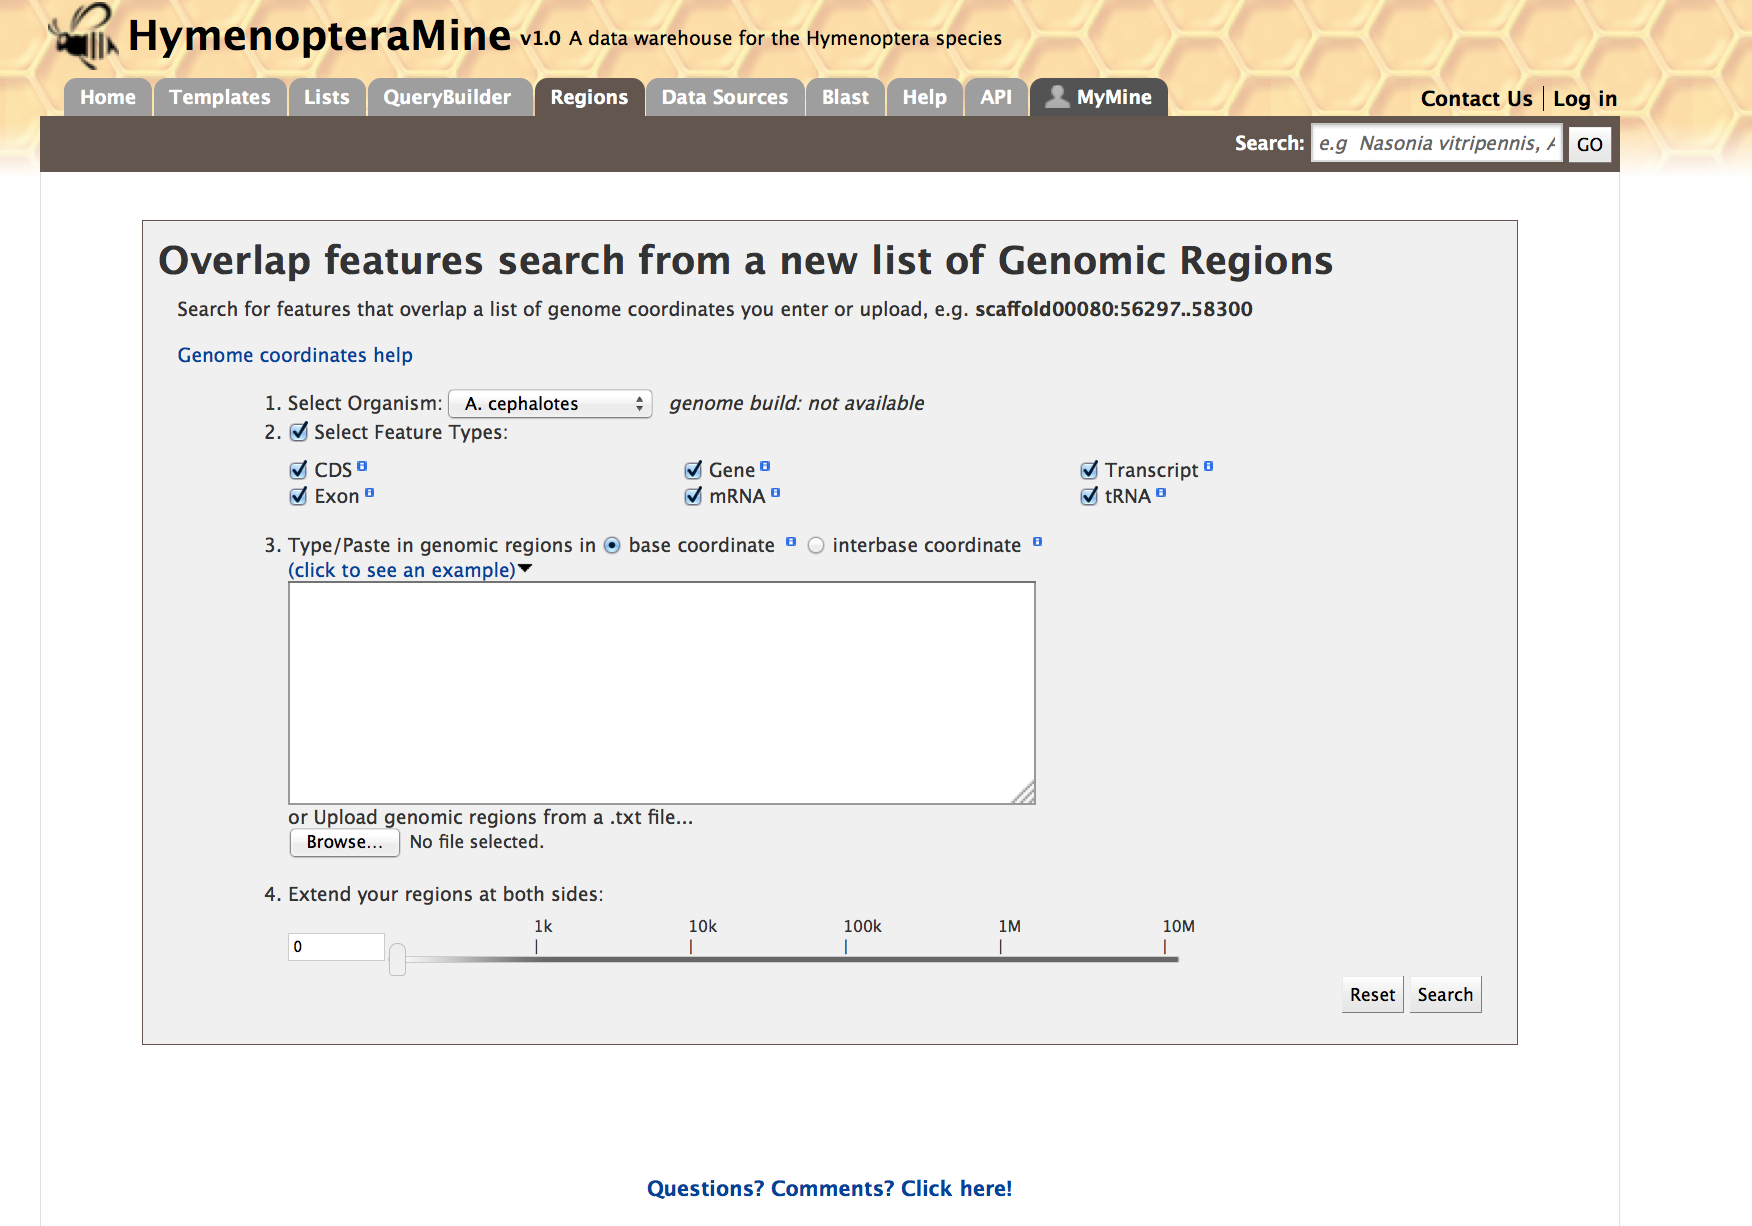 HymenopteraMine v1.0 A data warehouse for the Hymenoptera species
Home Templates Lists QueryBuilder Regions Data Sources Blast Help API MyMine Contact Us Log in
Search: e.g Nasonia vitripennis, A GO
Overlap features search from a new list of Genomic Regions
Search for features that overlap a list of genome coordinates you enter or upload, e.g. scaffold00080:56297..58300
Genome coordinates help
1. Select Organism: A. cephalotes genome build: not available
2. Select Feature Types:
CDS Gene Transcript
Exon mRNA tRNA
3. Type/Paste in genomic regions in base coordinate interbase coordinate
(click to see an example)
or Upload genomic regions from a .txt file...
Browse... No file selected.
4. Extend your regions at both sides:
1k 10k 100k 1M 10M
0
Reset Search
Questions? Comments? Click here!